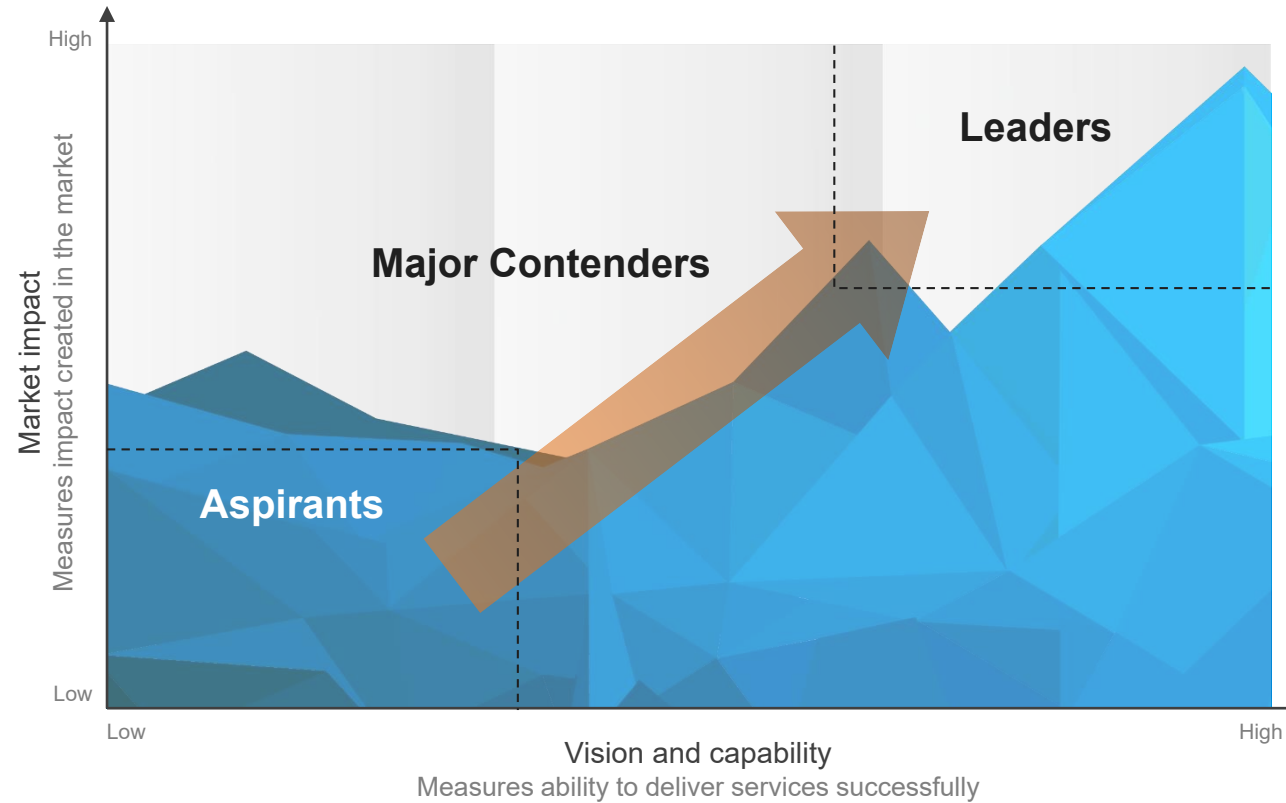 High
Leaders
Major Contenders
Market impact
Measures impact created in the market
Aspirants
Low
Low
High
Vision and capability
Measures ability to deliver services successfully